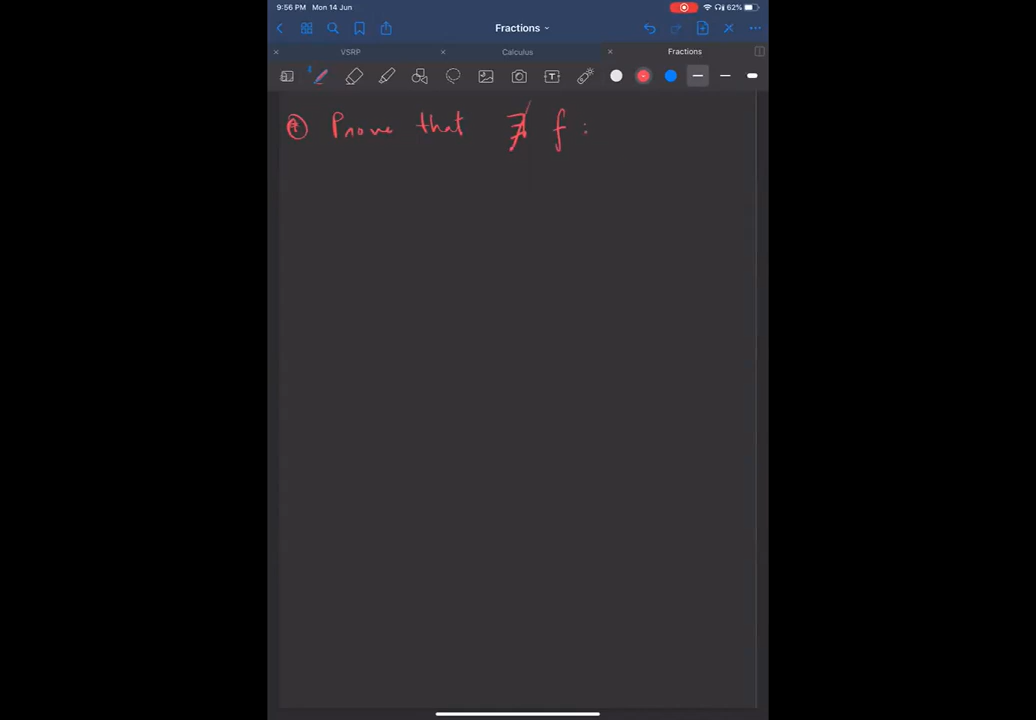 9:56 PM Mon 14 Jun 62%
Fractions
VSRP Calculus Fractions
Prove that ∄ f :